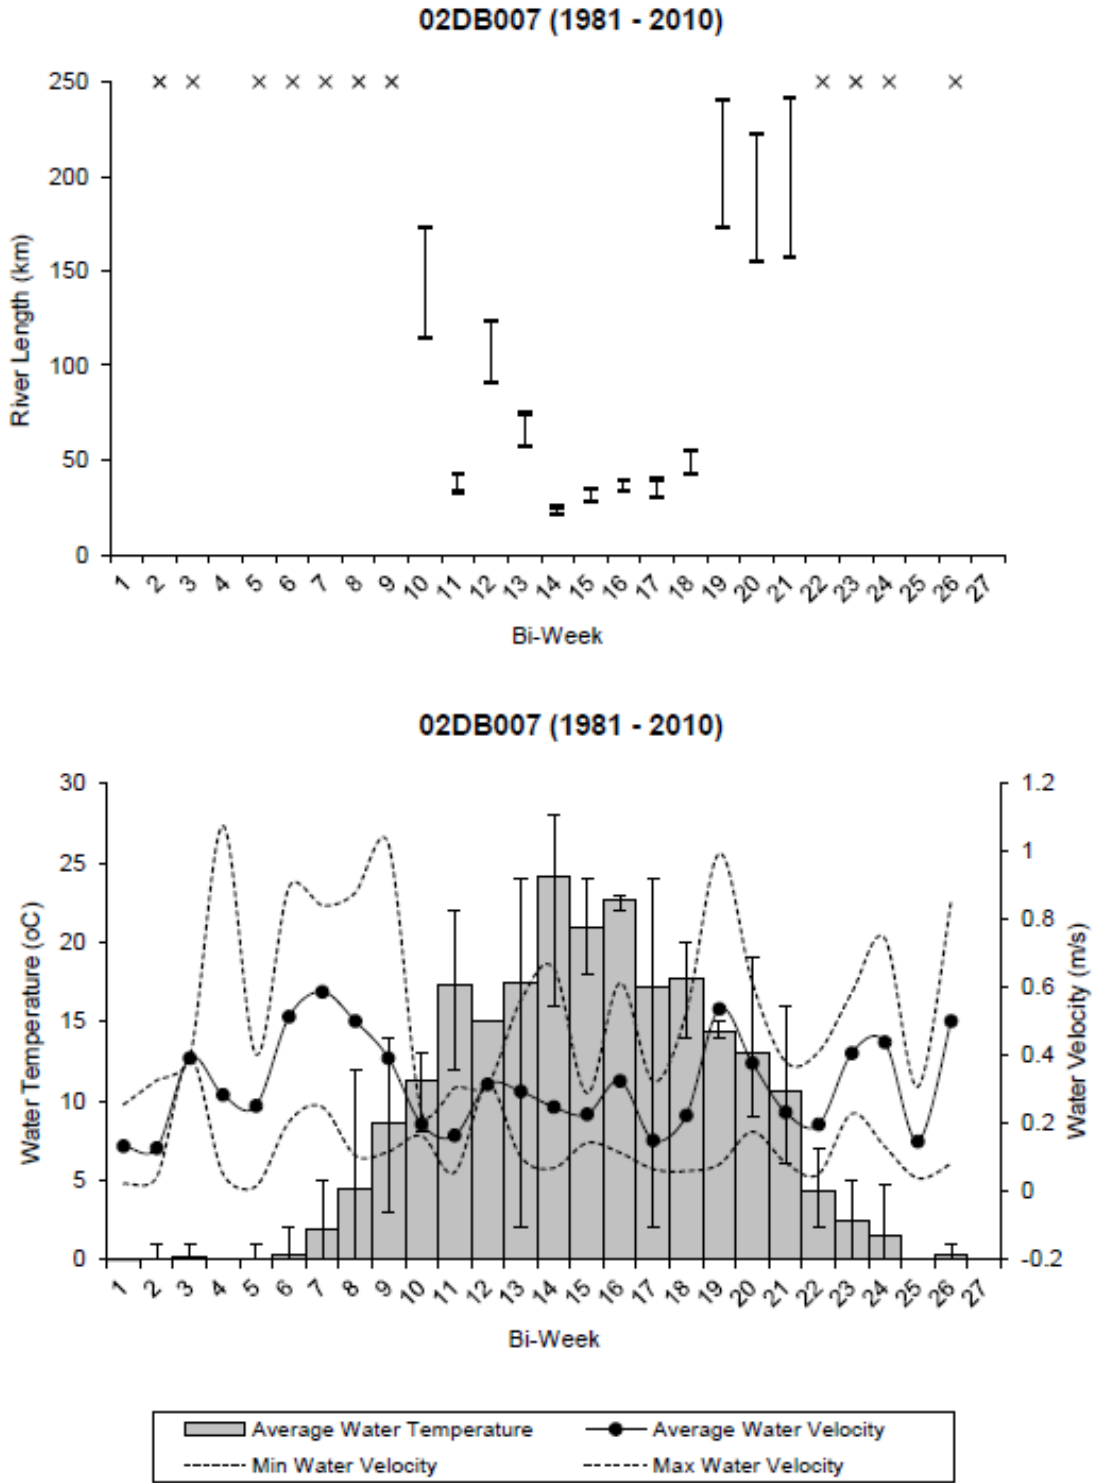 02DB007 (1981 - 2010)
250
200
150
100
50
0
River Length (km)
1 2 3 4 5 6 7 8 9 10 11 12 13 14 15 16 17 18 19 20 21 22 23 24 25 26 27
Bi-Week
02DB007 (1981 - 2010)
30
25
20
15
10
5
0
Water Temperature (oC)
1.2
1
0.8
0.6
0.4
0.2
0
-0.2
Water Velocity (m/s)
1 2 3 4 5 6 7 8 9 10 11 12 13 14 15 16 17 18 19 20 21 22 23 24 25 26 27
Bi-Week
Average Water Temperature
Average Water Velocity
Min Water Velocity
Max Water Velocity